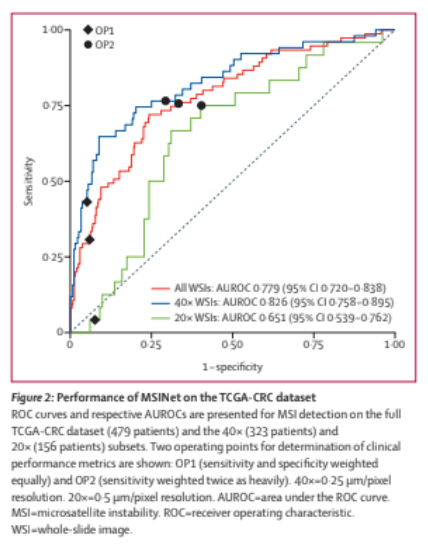 OP1
OP2
1·00
0·75
0·50
0·25
0
Sensitivity
All WSIs: AUROC 0·779 (95% CI 0·720–0·838)
40× WSIs: AUROC 0·826 (95% CI 0·758–0·895)
20× WSIs: AUROC 0·651 (95% CI 0·539–0·762)
0 0·25 0·50 0·75 1·00
1–specificity
Figure 2: Performance of MSINet on the TCGA-CRC dataset
ROC curves and respective AUROCs are presented for MSI detection on the full
TCGA-CRC dataset (479 patients) and the 40× (323 patients) and
20× (156 patients) subsets. Two operating points for determination of clinical
performance metrics are shown: OP1 (sensitivity and specificity weighted
equally) and OP2 (sensitivity weighted twice as heavily). 40×=0·25 μm/pixel
resolution. 20×=0·5 μm/pixel resolution. AUROC=area under the ROC curve.
MSI=microsatellite instability. ROC=receiver operating characteristic.
WSI=whole-slide image.